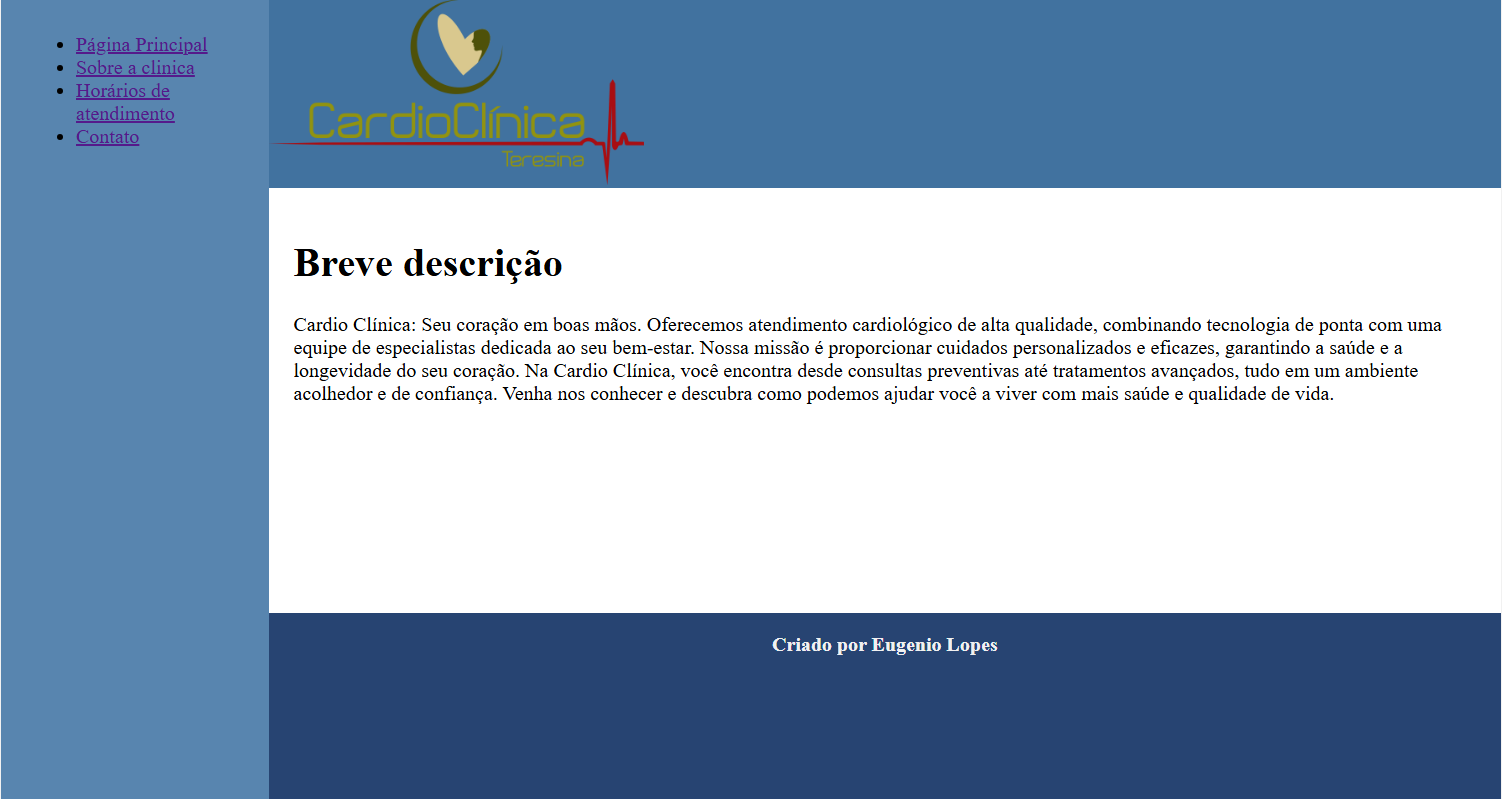 Página Principal
Sobre a clinica
Horários de
atendimento
Contato
CardioClínica
Teresina
Breve descrição
Cardio Clínica: Seu coração em boas mãos. Oferecemos atendimento cardiológico de alta qualidade, combinando tecnologia de ponta com uma
equipe de especialistas dedicada ao seu bem-estar. Nossa missão é proporcionar cuidados personalizados e eficazes, garantindo a saúde e a
longevidade do seu coração. Na Cardio Clínica, você encontra desde consultas preventivas até tratamentos avançados, tudo em um ambiente
acolhedor e de confiança. Venha nos conhecer e descubra como podemos ajudar você a viver com mais saúde e qualidade de vida.
Criado por Eugenio Lopes